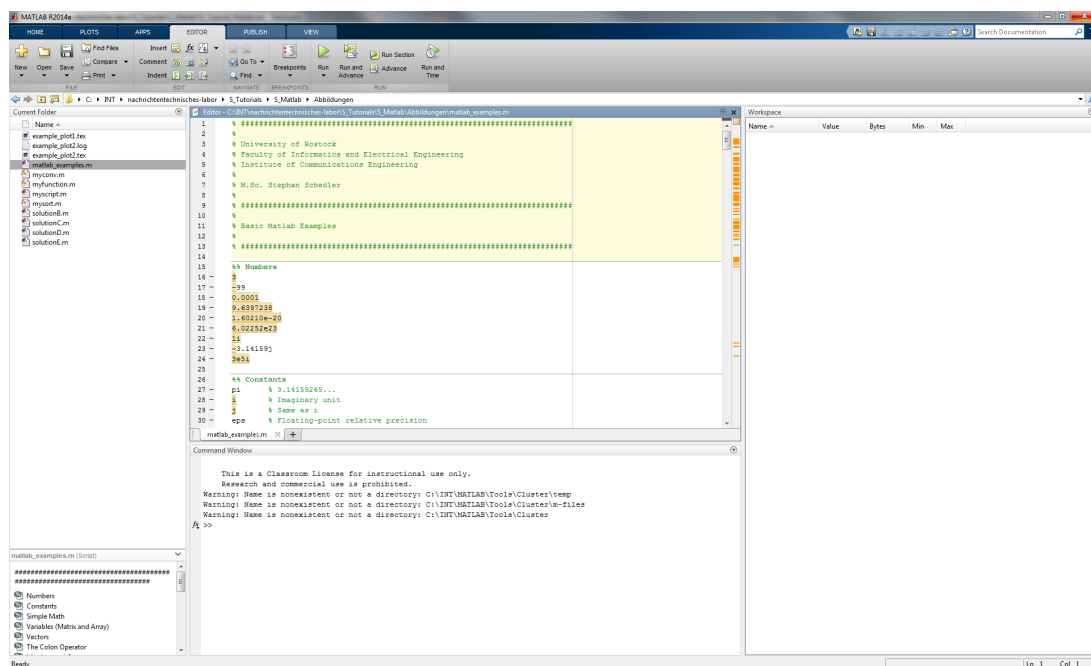 MATLAB R2014a
HOME PLOTS APPS EDITOR PUBLISH VIEW
Search Documentation
New Open Save
Find Files
Compare
Print
Insert
Comment
Indent
fx
Go To
Find
Breakpoints
Run
Run and Advance
Run Section
Advance
Run and Time
FILE EDIT NAVIGATE BREAKPOINTS RUN
C: INT nachrichtentechnisches-labor S_Tutorials S_Matlab Abbildungen
Current Folder
Name
example_plot1.tex
example_plot2.log
example_plot2.tex
matlab_examples.m
myconv.m
myfunction.m
myscript.m
mysort.m
solutionB.m
solutionC.m
solutionD.m
solutionE.m
matlab_examples.m (Script)
########################################
##################################
Numbers
Constants
Simple Math
Variables (Matrix and Array)
Vectors
The Colon Operator
Editor - C:\INT\nachrichtentechnisches-labor\S_Tutorials\S_Matlab\Abbildungen\matlab_examples.m
1 % ########################################################################
2 %
3 % University of Rostock
4 % Faculty of Informatics and Electrical Engineering
5 % Institute of Communications Engineering
6 %
7 % M.Sc. Stephan Schedler
8 %
9 % ########################################################################
10 %
11 % Basic Matlab Examples
12 %
13 % ########################################################################
14
15 %% Numbers
16 – 3
17 – -99
18 – 0.0001
19 – 9.6397238
20 – 1.60210e-20
21 – 6.02252e23
22 – 1i
23 – -3.14159j
24 – 3e5i
25
26 %% Constants
27 – pi % 3.14159265...
28 – i % Imaginary unit
29 – j % Same as i
30 – eps % Floating-point relative precision
matlab_examples.m
Command Window
This is a Classroom License for instructional use only.
Research and commercial use is prohibited.
Warning: Name is nonexistent or not a directory: C:\INT\MATLAB\Tools\Cluster\temp
Warning: Name is nonexistent or not a directory: C:\INT\MATLAB\Tools\Cluster\m-files
Warning: Name is nonexistent or not a directory: C:\INT\MATLAB\Tools\Cluster
fx >>
Workspace
Name Value Bytes Min Max
Ready
Ln 1 Col 1